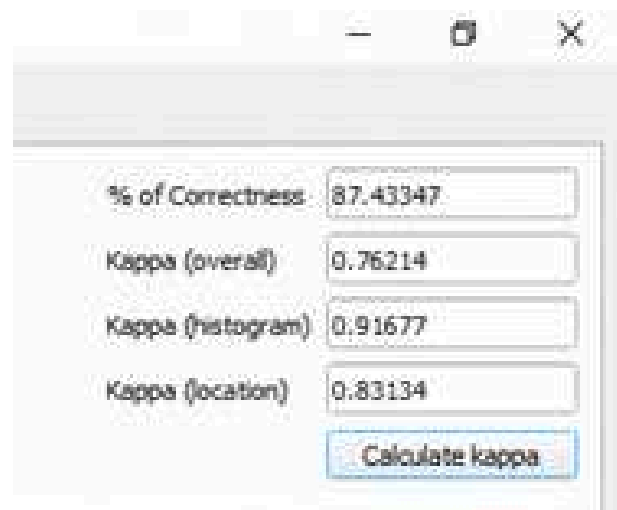 % of Correctness 87.43347
Kappa (overall) 0.76214
Kappa (histogram) 0.91677
Kappa (location) 0.83134
Calculate kappa